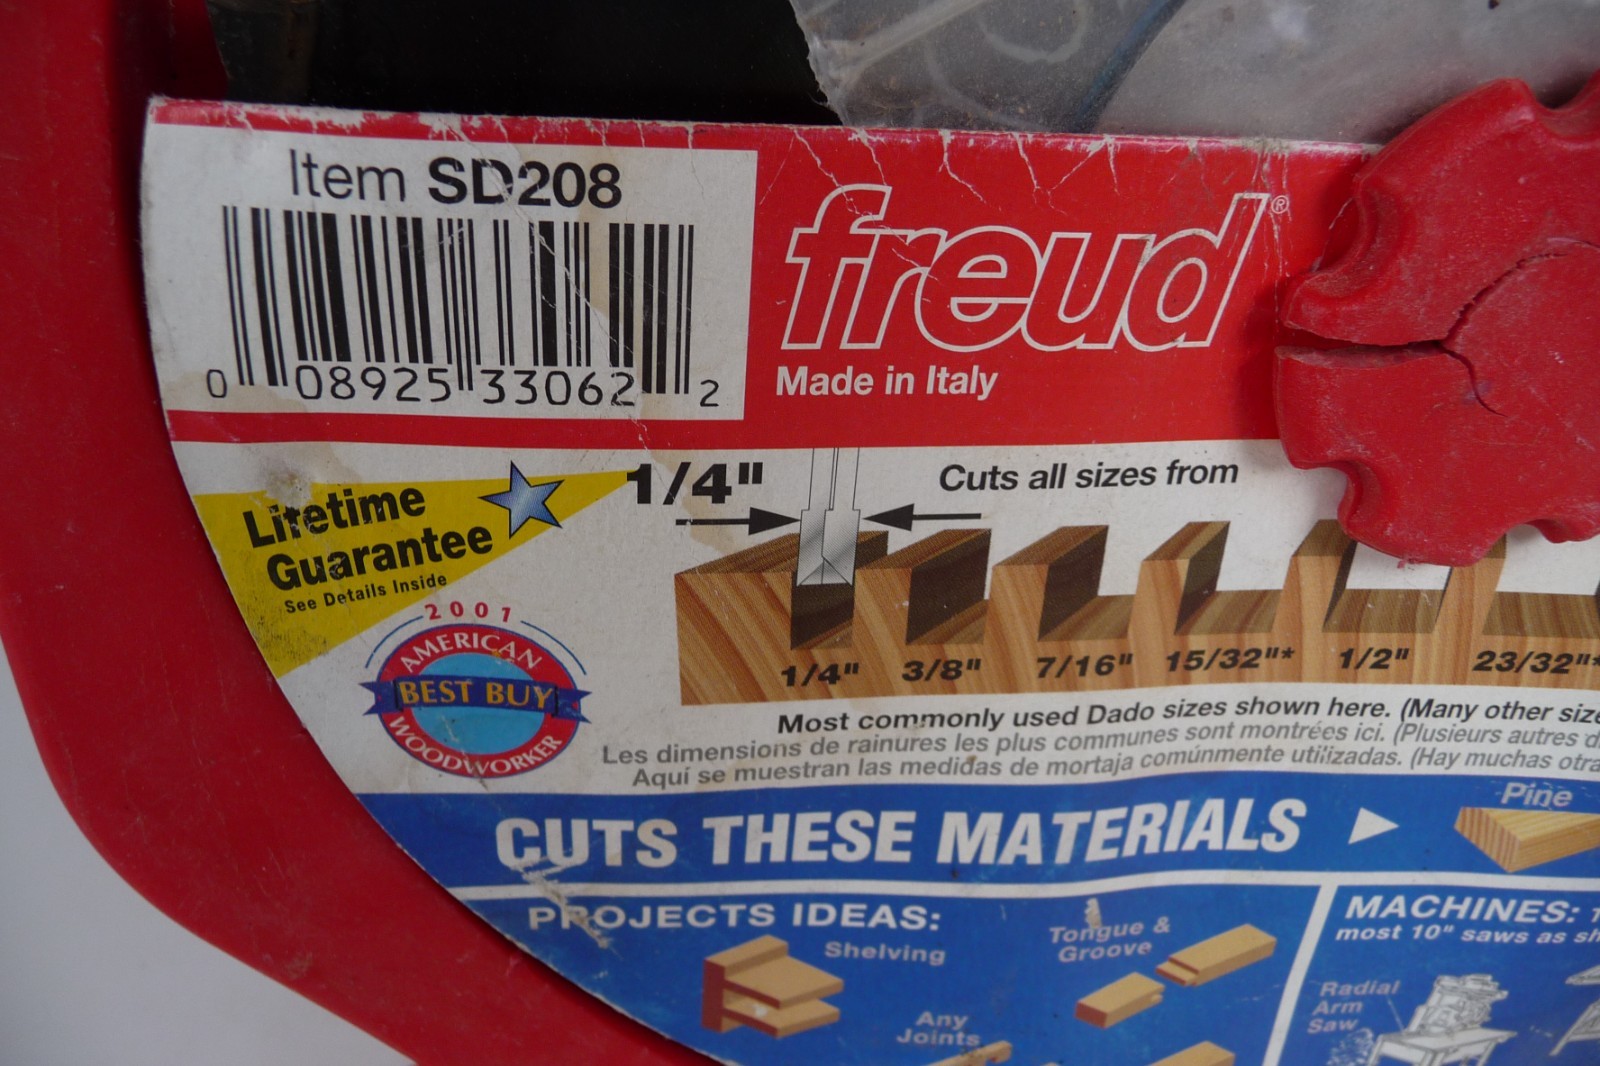 Item SD208
0 08925 33062 2
freud®
Made in Italy
Lifetime
Guarantee
See Details Inside
1/4"
Cuts all sizes from
2001
AMERICAN
BEST BUY
WOODWORKER
1/4" 3/8" 7/16" 15/32"* 1/2" 23/32"*
Most commonly used Dado sizes shown here. (Many other
Les dimensions de rainures les plus communes sont montrées ici. (Plusieurs autres
Aquí se muestran las medidas de mortaja comúnmente utilizadas. (Hay muchas
CUTS THESE MATERIALS
Pine
PROJECTS IDEAS:
Shelving
Tongue &
Groove
Any
Joints
MACHINES:
most 10" saws as
Radial
Arm
Saw